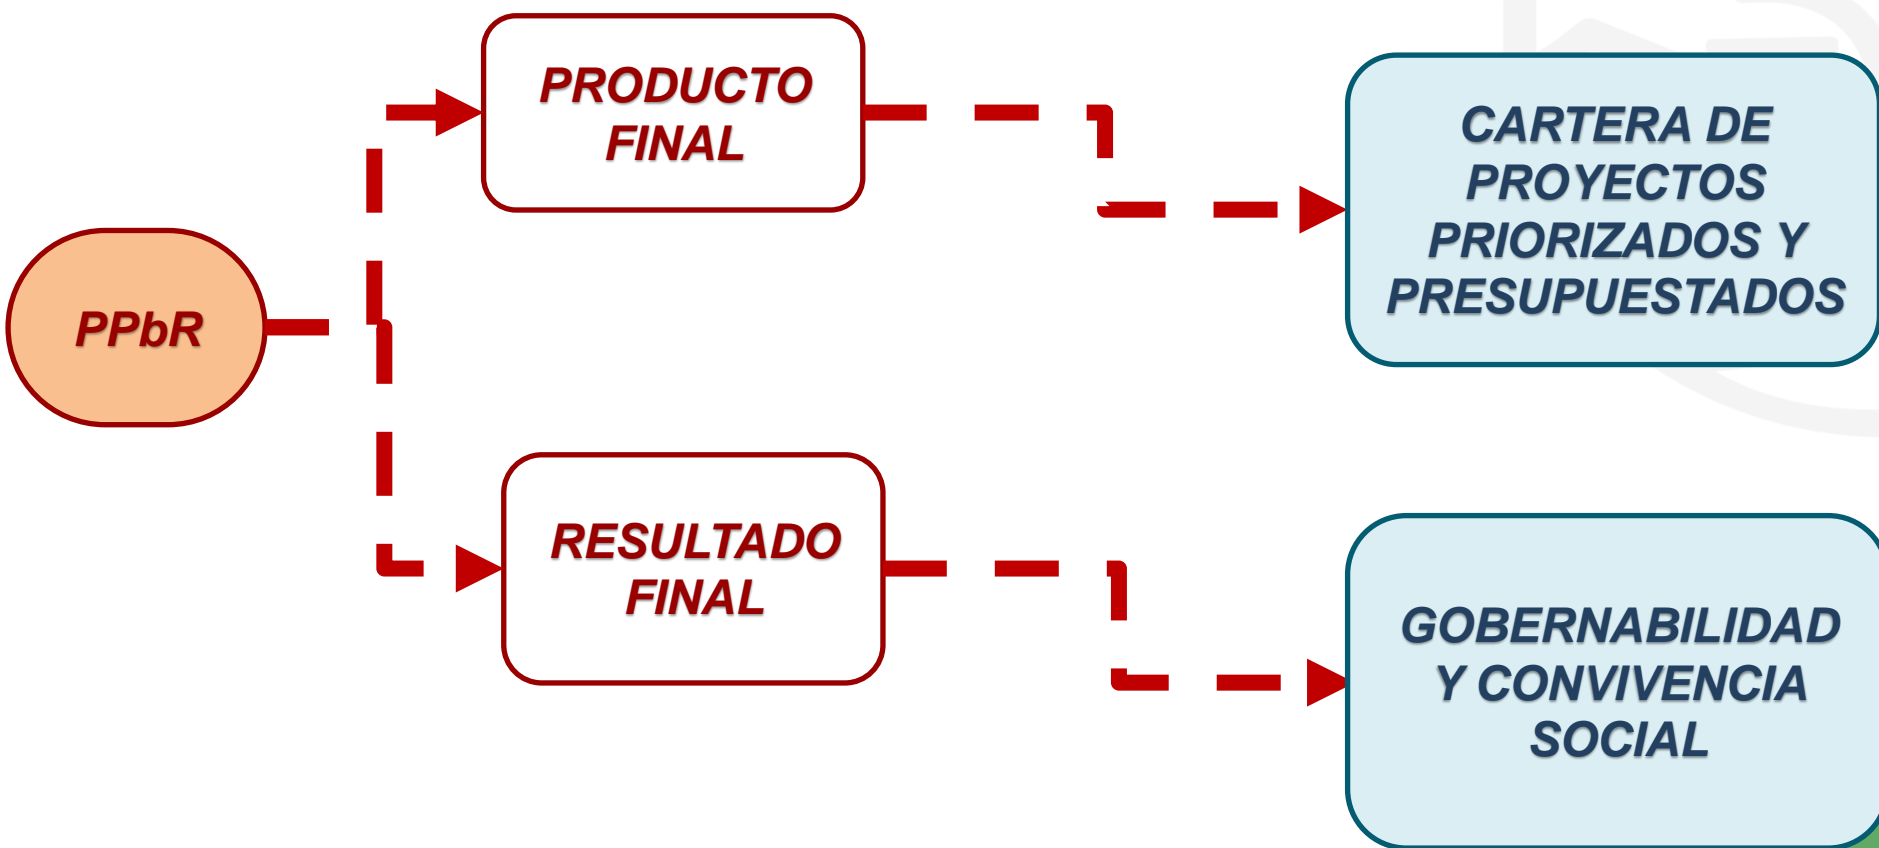 PPbR
PRODUCTO
FINAL
CARTERA DE
PROYECTOS
PRIORIZADOS Y
PRESUPUESTADOS
RESULTADO
FINAL
GOBERNABILIDAD
Y CONVIVENCIA
SOCIAL